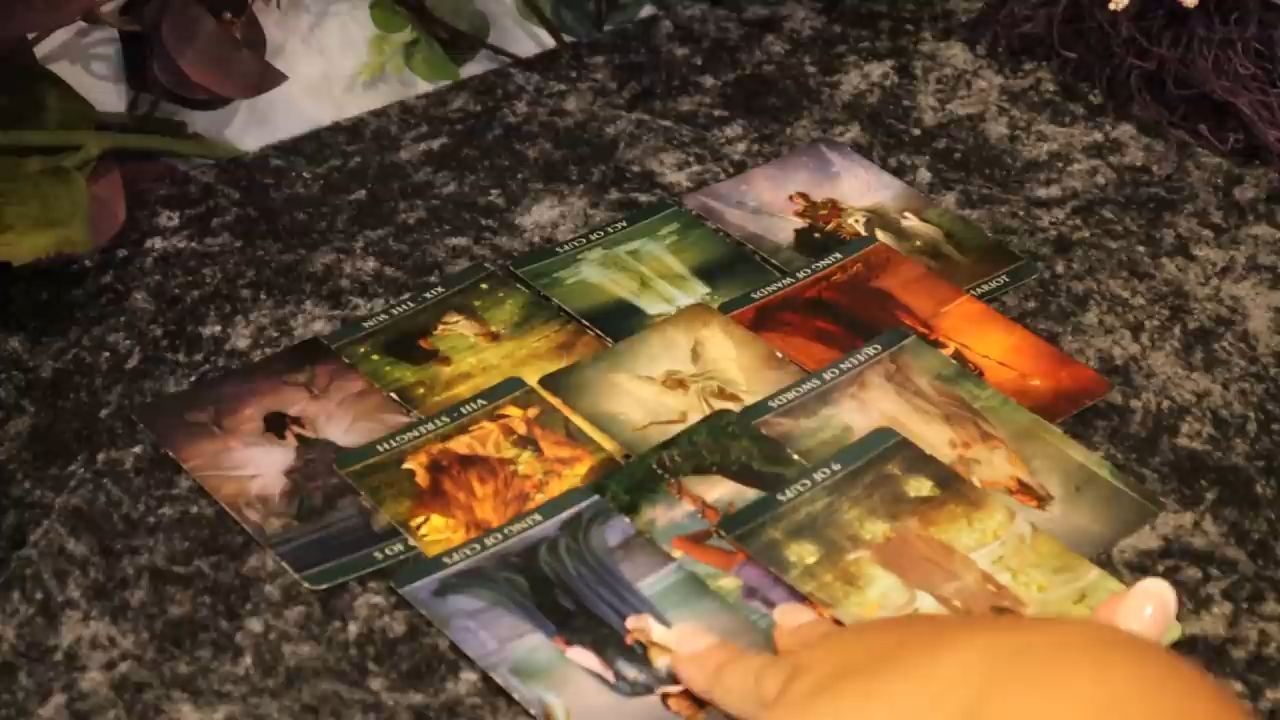 ACE OF CUPS
KING OF WANDS
XIX · THE SUN
QUEEN OF SWORDS
VIII · STRENGTH
9 OF CUPS
KING OF CUPS